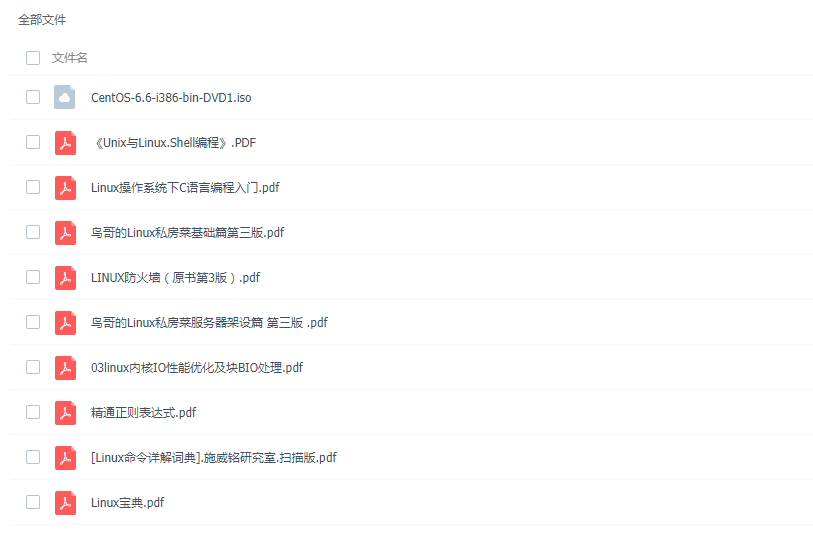 全部文件
文件名
CentOS-6.6-i386-bin-DVD1.iso
《Unix与Linux.Shell编程》.PDF
Linux操作系统下C语言编程入门.pdf
鸟哥的Linux私房菜基础篇第三版.pdf
LINUX防火墙（原书第3版）.pdf
鸟哥的Linux私房菜服务器架设篇 第三版 .pdf
03linux内核IO性能优化及块BIO处理.pdf
精通正则表达式.pdf
[Linux命令详解词典].施威铭研究室.扫描版.pdf
Linux宝典.pdf